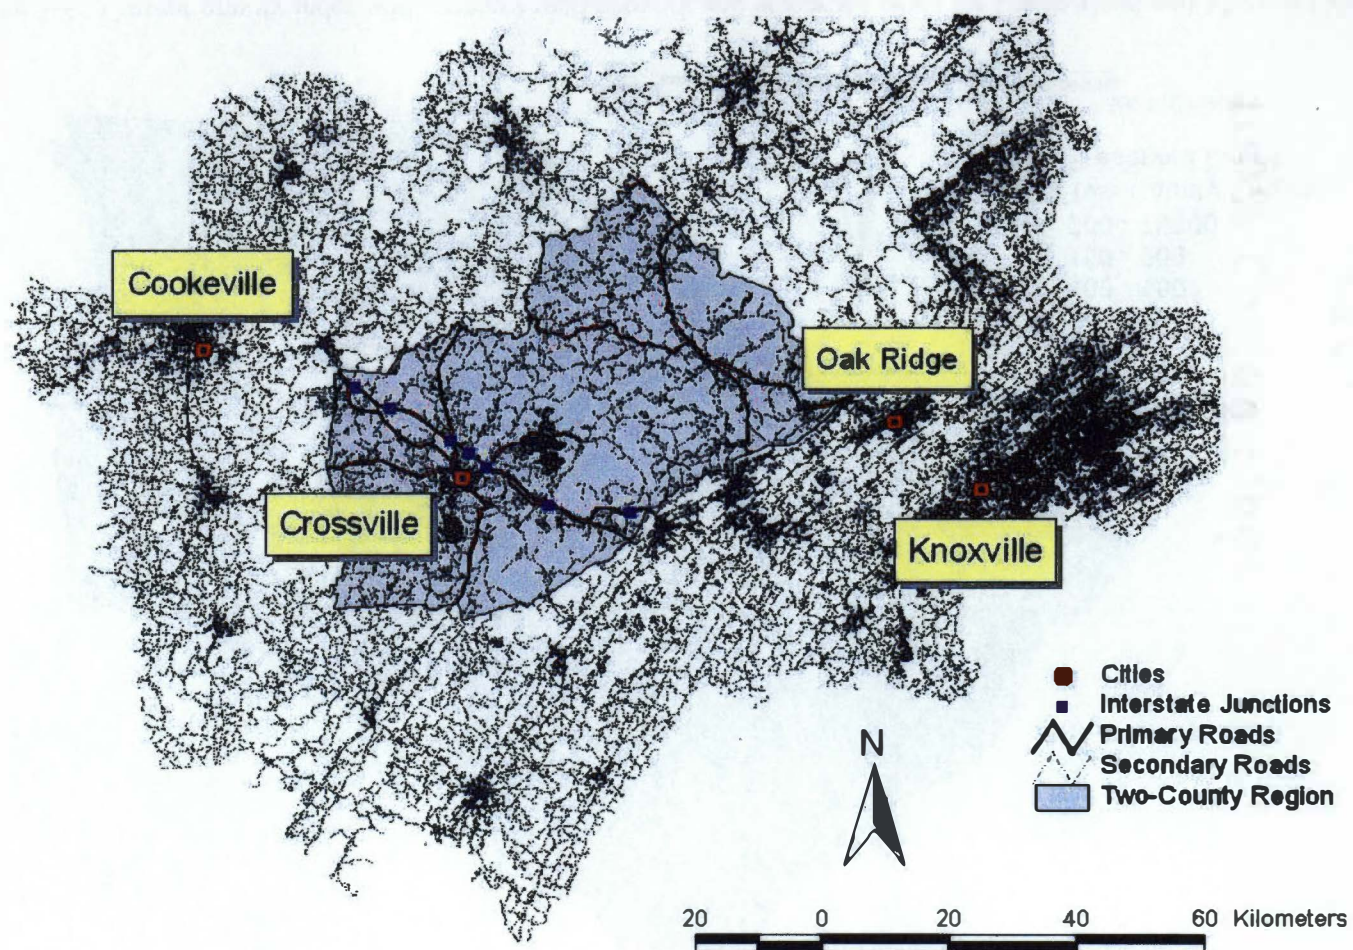 Cookeville
Oak Ridge
Crossville
Knoxville
Cities
Interstate Junctions
Primary Roads
Secondary Roads
Two-County Region
N
20 0 20 40 60 Kilometers